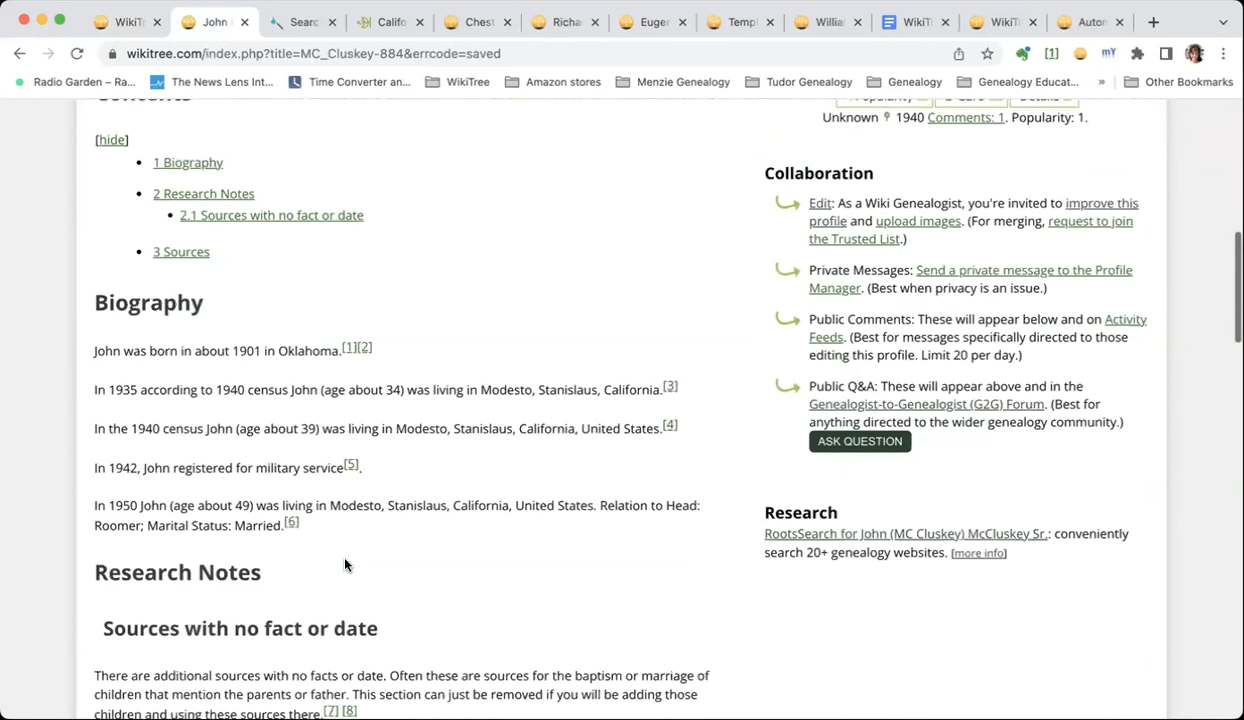 WikiT
John
Searc
Califo
Chest
Richa
Euger
Templ
Willia
WikiT
WikiT
Autor
wikitree.com/index.php?title=MC_Cluskey-884&errcode=saved
Radio Garden – Ra...
The News Lens Int...
Time Converter an...
WikiTree
Amazon stores
Menzie Genealogy
Tudor Genealogy
Genealogy
Genealogy Educat...
»
Other Bookmarks
Unknown 1940 Comments: 1. Popularity: 1.
[hide]
• 1 Biography
• 2 Research Notes
• 2.1 Sources with no fact or date
• 3 Sources
Biography
John was born in about 1901 in Oklahoma.[1][2]
In 1935 according to 1940 census John (age about 34) was living in Modesto, Stanislaus, California.[3]
In the 1940 census John (age about 39) was living in Modesto, Stanislaus, California, United States.[4]
In 1942, John registered for military service[5].
In 1950 John (age about 49) was living in Modesto, Stanislaus, California, United States. Relation to Head:
Roomer; Marital Status: Married.[6]
Research Notes
Sources with no fact or date
There are additional sources with no facts or date. Often these are sources for the baptism or marriage of
children that mention the parents or father. This section can just be removed if you will be adding those
children and using these sources there.[7] [8]
Collaboration
Edit: As a Wiki Genealogist, you're invited to improve this
profile and upload images. (For merging, request to join
the Trusted List.)
Private Messages: Send a private message to the Profile
Manager. (Best when privacy is an issue.)
Public Comments: These will appear below and on Activity
Feeds. (Best for messages specifically directed to those
editing this profile. Limit 20 per day.)
Public Q&A: These will appear above and in the
Genealogist-to-Genealogist (G2G) Forum. (Best for
anything directed to the wider genealogy community.)
ASK QUESTION
Research
RootsSearch for John (MC Cluskey) McCluskey Sr.: conveniently
search 20+ genealogy websites. [more info]